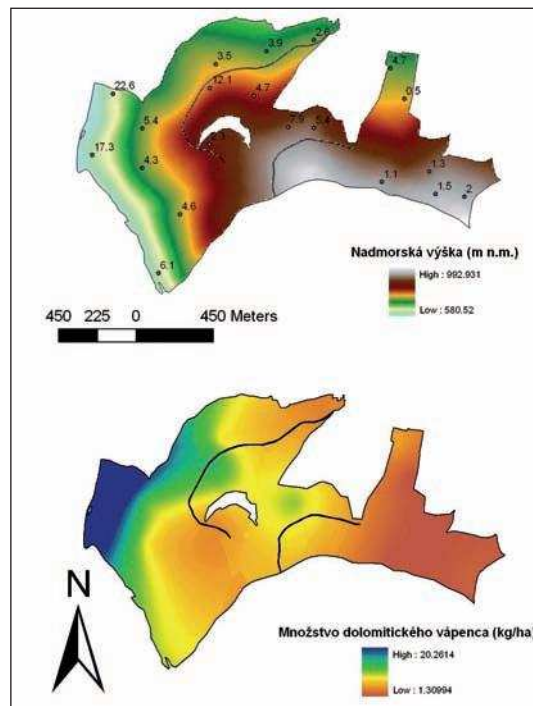 2.6
3.9
3.5
4.7
12.1
4.7
0.5
22.6
5.4
7.9
5.4
17.3
4.3
1.3
1.1
1.5
2
4.6
6.1
Nadmorská výška (m n.m.)
High : 992.931
Low : 580.52
450 225 0 450 Meters
N
Množstvo dolomitického vápenca (kg/ha)
High : 20.2614
Low : 1.30994